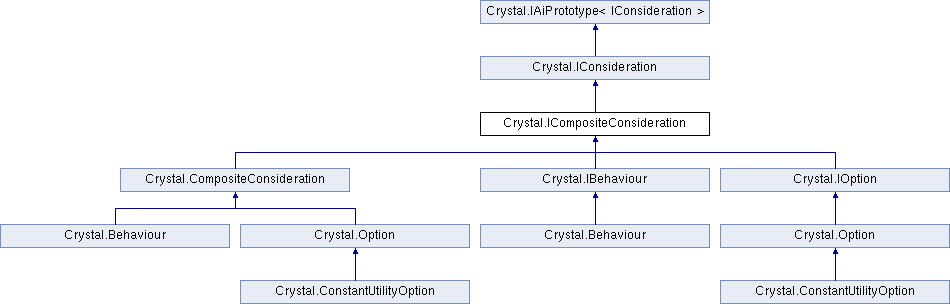 Crystal.IAiPrototype< IConsideration >
Crystal.IConsideration
Crystal.ICompositeConsideration
Crystal.CompositeConsideration
Crystal.IBehaviour
Crystal.IOption
Crystal.Behaviour
Crystal.Option
Crystal.Behaviour
Crystal.Option
Crystal.ConstantUtilityOption
Crystal.ConstantUtilityOption